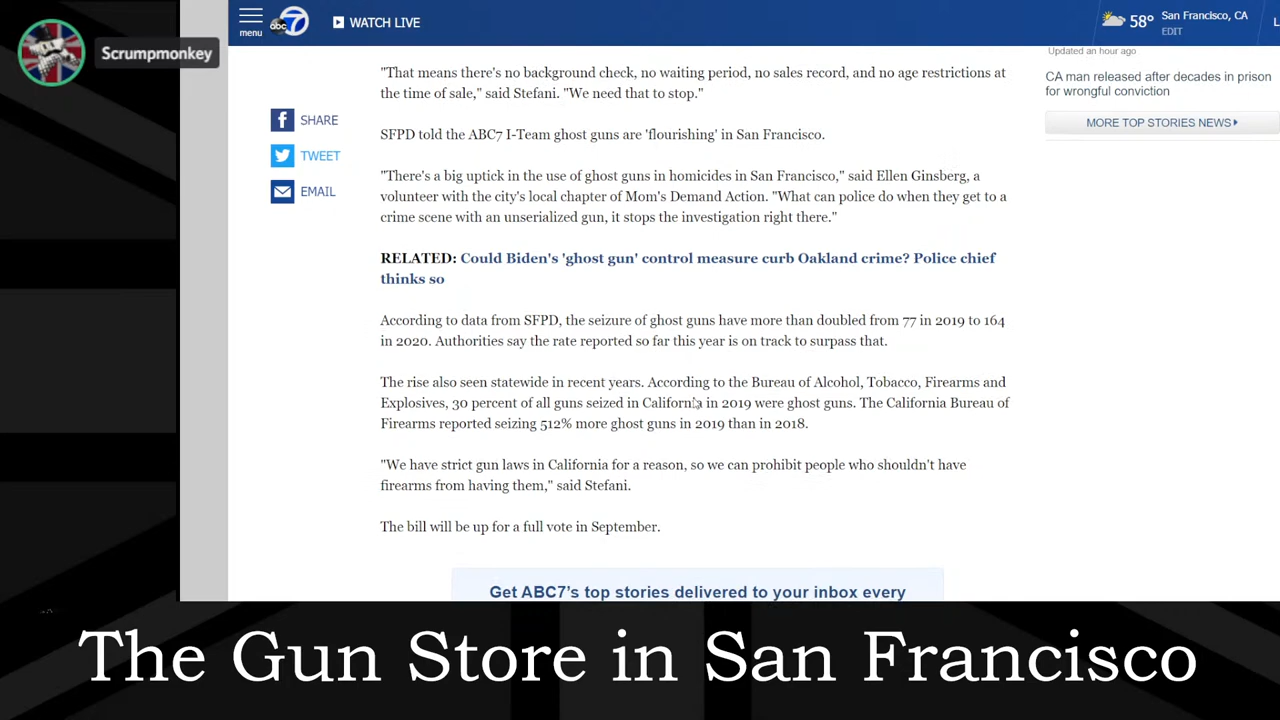 menu
abc 7
WATCH LIVE
58°
San Francisco, CA
EDIT
Scrumpmonkey
Updated an hour ago
CA man released after decades in prison
for wrongful conviction
MORE TOP STORIES NEWS
SHARE
TWEET
EMAIL
"That means there's no background check, no waiting period, no sales record, and no age restrictions at
the time of sale," said Stefani. "We need that to stop."
SFPD told the ABC7 I-Team ghost guns are 'flourishing' in San Francisco.
"There's a big uptick in the use of ghost guns in homicides in San Francisco," said Ellen Ginsberg, a
volunteer with the city's local chapter of Mom's Demand Action. "What can police do when they get to a
crime scene with an unserialized gun, it stops the investigation right there."
RELATED: Could Biden's 'ghost gun' control measure curb Oakland crime? Police chief
thinks so
According to data from SFPD, the seizure of ghost guns have more than doubled from 77 in 2019 to 164
in 2020. Authorities say the rate reported so far this year is on track to surpass that.
The rise also seen statewide in recent years. According to the Bureau of Alcohol, Tobacco, Firearms and
Explosives, 30 percent of all guns seized in California in 2019 were ghost guns. The California Bureau of
Firearms reported seizing 512% more ghost guns in 2019 than in 2018.
"We have strict gun laws in California for a reason, so we can prohibit people who shouldn't have
firearms from having them," said Stefani.
The bill will be up for a full vote in September.
Get ABC7's top stories delivered to your inbox every
The Gun Store in San Francisco